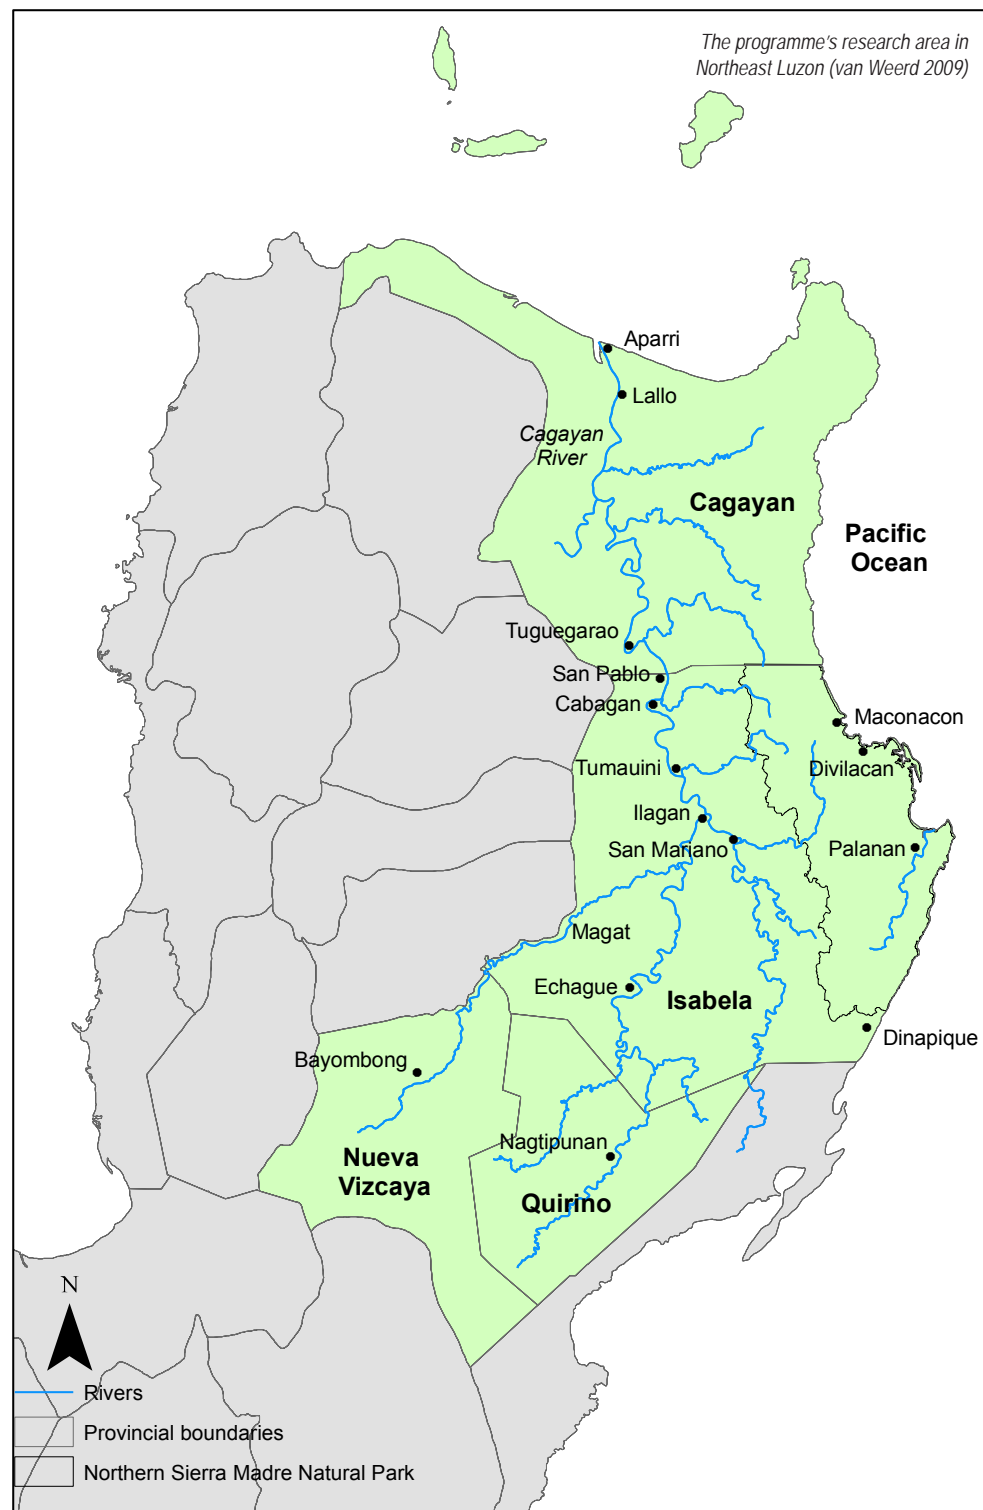 The programme's research area in
Northeast Luzon (van Weerd 2009)
Aparri
Lallo
Cagayan
River
Cagayan
Pacific
Ocean
Tuguegarao
San Pablo
Cabagan
Maconacon
Divilacan
Tumauini
Ilagan
San Mariano
Palanan
Magat
Echague
Isabela
Dinapique
Bayombong
Nagtipunan
Nueva
Vizcaya
Quirino
N
Rivers
Provincial boundaries
Northern Sierra Madre Natural Park